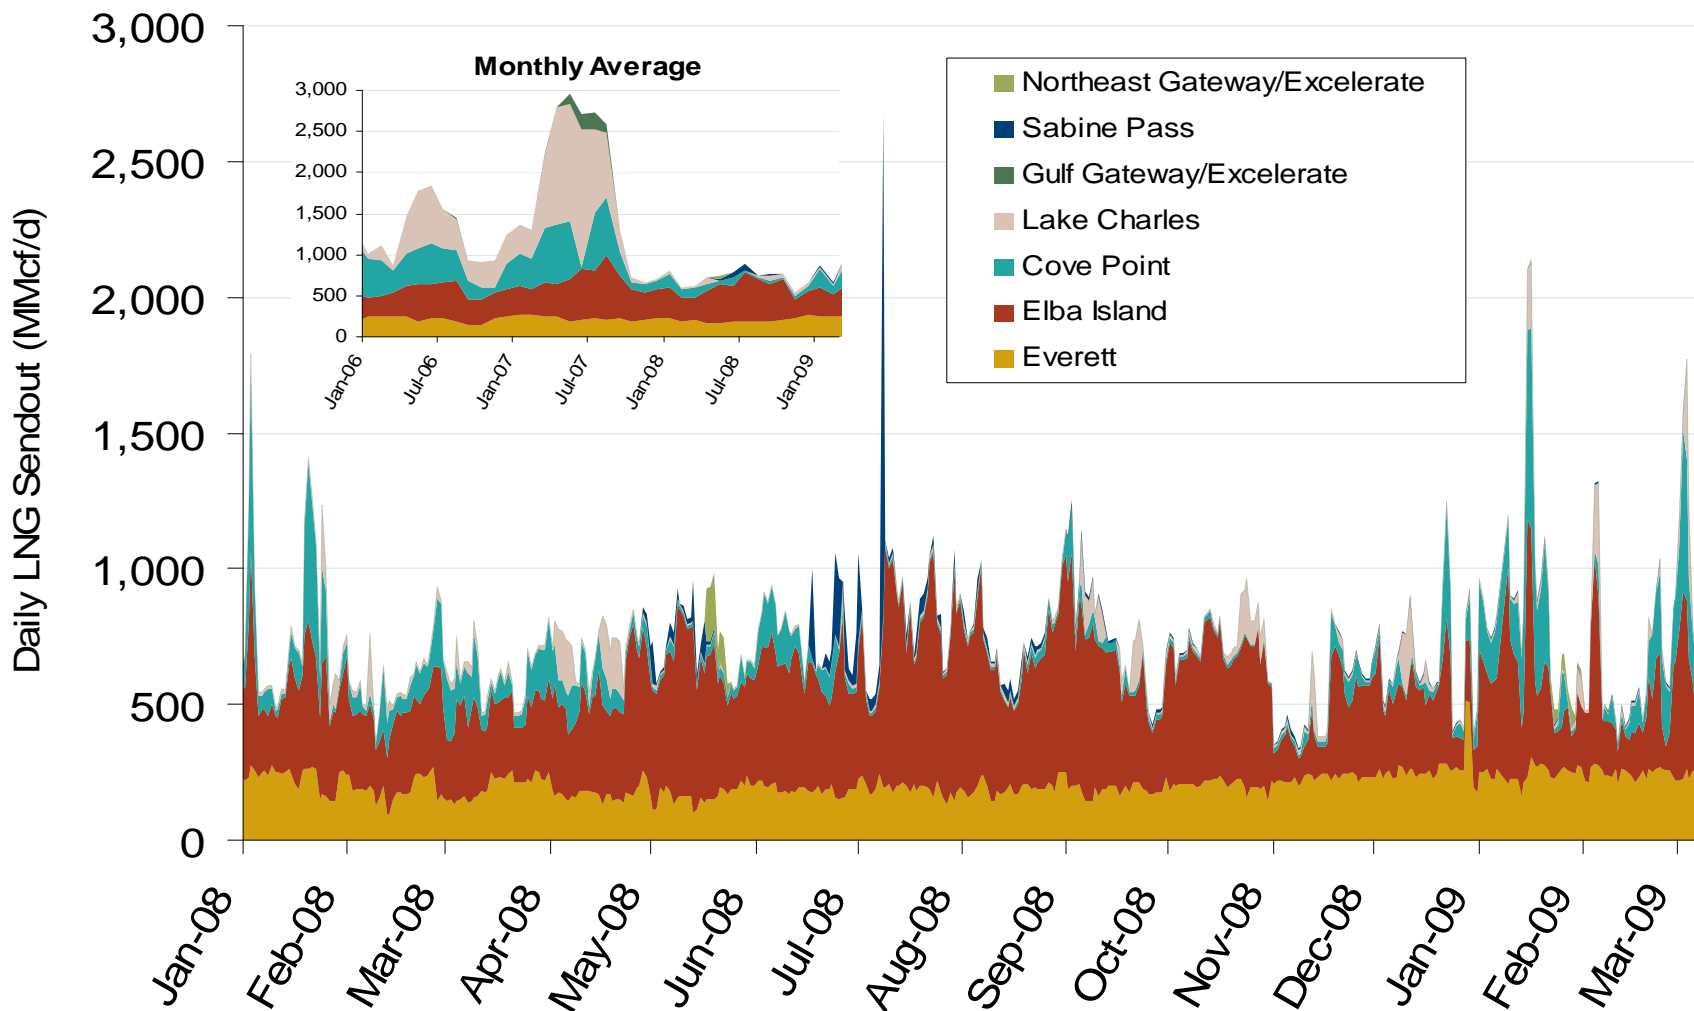 Daily LNG Sendout (MMcf/d)
3,000
2,500
2,000
1,500
1,000
500
0
Monthly Average
3,000
2,500
2,000
1,500
1,000
500
0
Jan-06
Jul-06
Jan-07
Jul-07
Jan-08
Jul-08
Jan-09
Northeast Gateway/Excelerate
Sabine Pass
Gulf Gateway/Excelerate
Lake Charles
Cove Point
Elba Island
Everett
Jan-08
Feb-08
Mar-08
Apr-08
May-08
Jun-08
Jul-08
Aug-08
Sep-08
Oct-08
Nov-08
Dec-08
Jan-09
Feb-09
Mar-09